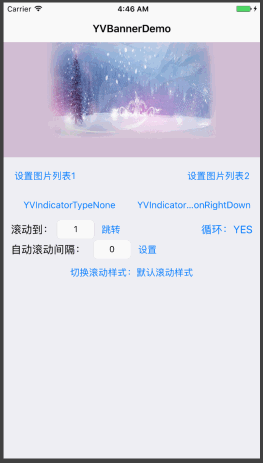 Carrier 4:46 AM
YVBannerDemo
设置图片列表1 设置图片列表2
YVIndicatorTypeNone YVIndicator...onRightDown
滚动到： 1 跳转 循环：YES
自动滚动间隔： 0 设置
切换滚动样式：默认滚动样式